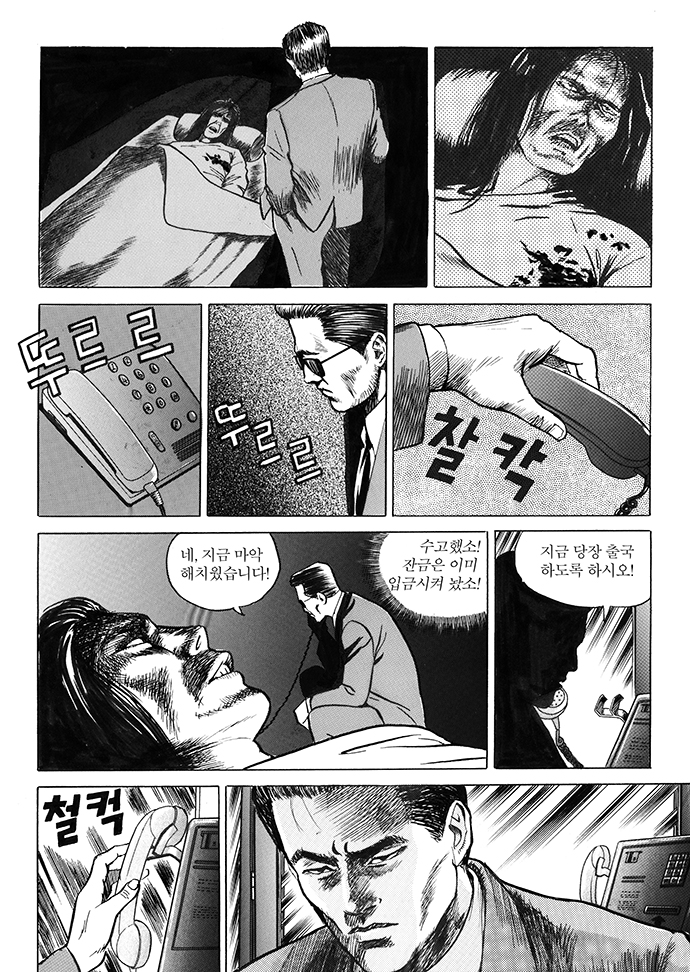 뚜르르
뚜르르
찰칵
네, 지금 마악
해치웠습니다!
수고했소!
잔금은 이미
입금시켜 놨소!
지금 당장 출국
하도록 하시오!
철컥